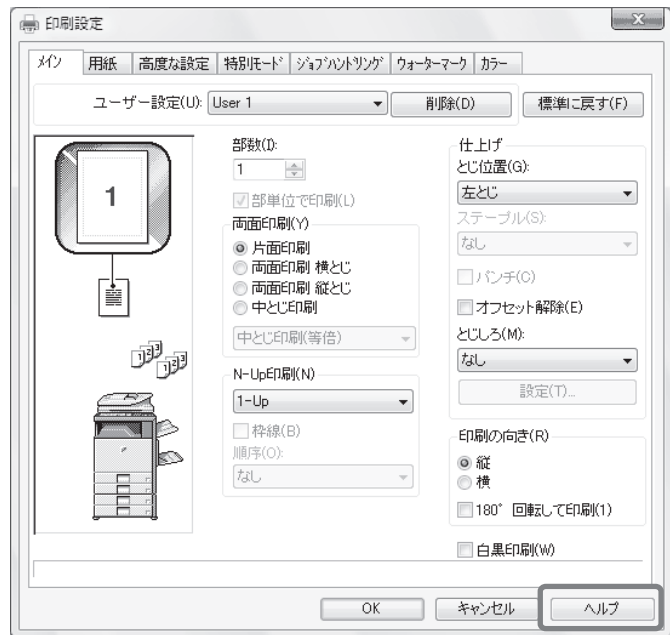 印刷設定
メイン 用紙 高度な設定 特別モード ジョブハンドリング ウォーターマーク カラー
ユーザー設定(U): User 1 削除(D) 標準に戻す(F)
1
1 2 3
1 2 3
部数(I):
1
部単位で印刷(L)
両面印刷(Y)
片面印刷
両面印刷 横とじ
両面印刷 縦とじ
中とじ印刷
中とじ印刷(等倍)
N-Up印刷(N)
1-Up
枠線(B)
順序(O):
なし
仕上げ
とじ位置(G):
左とじ
ステープル(S):
なし
パンチ(C)
オフセット解除(E)
とじしろ(M):
なし
設定(T)...
印刷の向き(R)
縦
横
180° 回転して印刷(1)
白黒印刷(W)
OK キャンセル ヘルプ